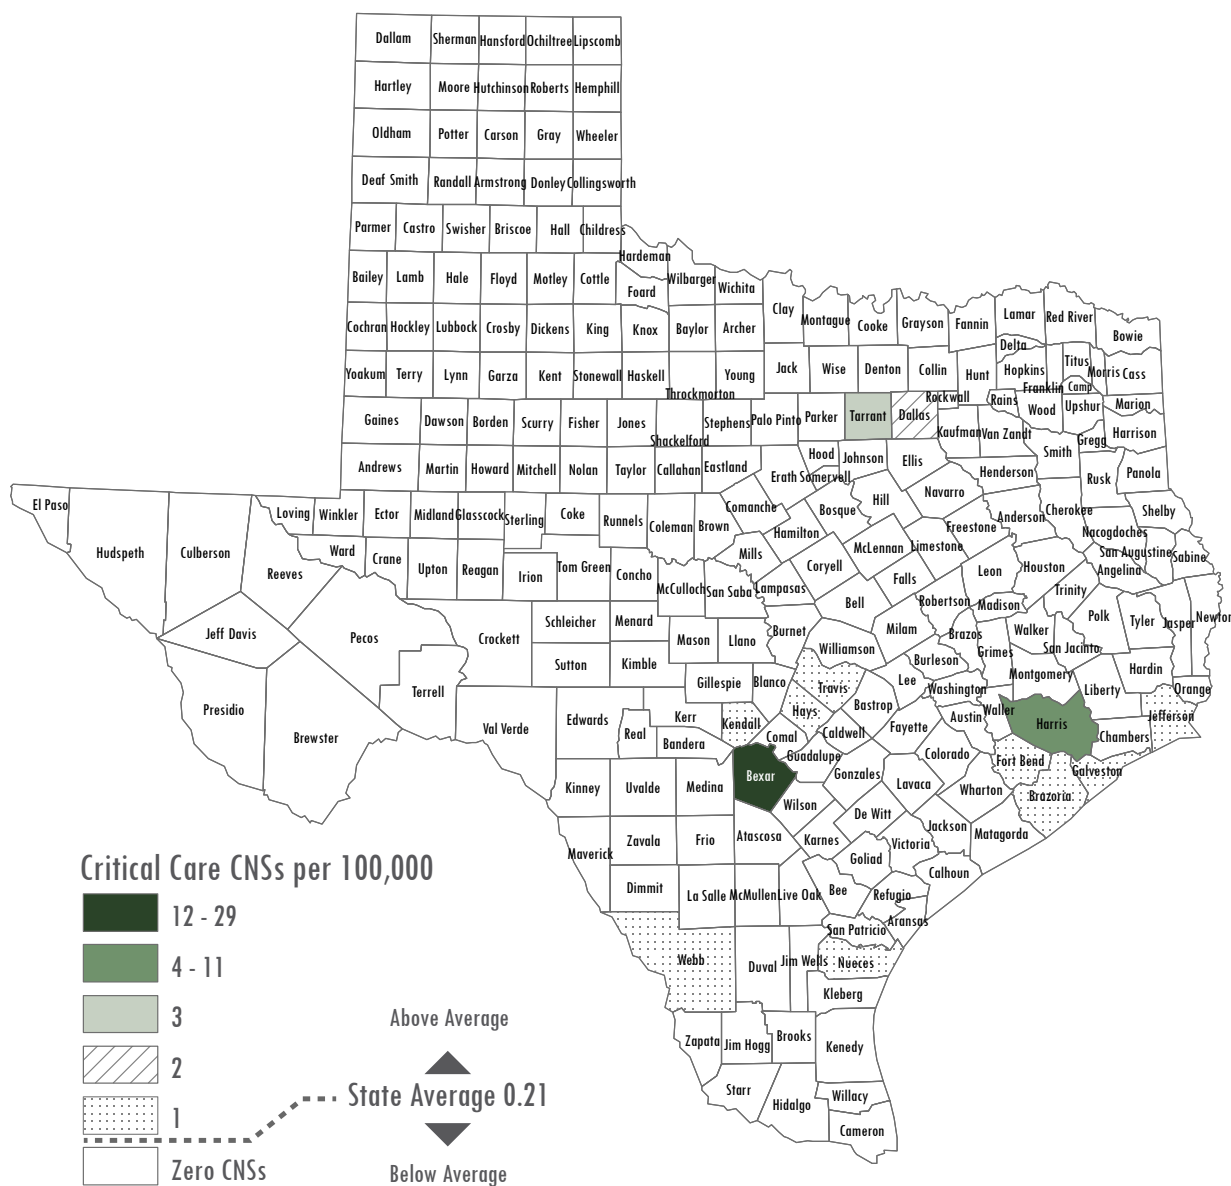 Dallam Sherman Hansford Ochiltree Lipscomb
Hartley Moore Hutchinson Roberts Hemphill
Oldham Potter Carson Gray Wheeler
Deaf Smith Randall Armstrong Donley Collingsworth
Parmer Castro Swisher Briscoe Hall Childress
Hardeman
Bailey Lamb Hale Floyd Motley Cottle Foard Wilbarger Wichita
Clay Montague Cooke Grayson Fannin Lamar Red River Bowie
Cochran Hockley Lubbock Crosby Dickens King Knox Baylor Archer
Delta
Yoakum Terry Lynn Garza Kent Stonewall Haskell Throckmorton Young Jack Wise Denton Collin Hunt Hopkins Franklin Titus Camp Morris Cass
Gaines Dawson Borden Scurry Fisher Jones Shackelford Stephens Palo Pinto Parker Tarrant Dallas Rockwall Rains Wood Upshur Marion
Kaufman Van Zandt Smith Gregg Harrison
Andrews Martin Howard Mitchell Nolan Taylor Callahan Eastland Erath Hood Somervell Johnson Ellis Henderson Rusk Panola
El Paso Hudspeth Culberson Reeves Loving Winkler Ector Midland Glasscock Sterling Coke Runnels Coleman Brown Comanche Hamilton Bosque Hill Navarro Freestone Anderson Cherokee Nacogdoches Shelby
Ward Crane Upton Reagan Irion Tom Green Concho McCulloch San Saba Mills Lampasas Coryell McLennan Limestone Falls Leon Houston Angelina San Augustine Sabine
Jeff Davis Pecos Crockett Schleicher Menard Mason Llano Burnet Bell Milam Robertson Brazos Madison Grimes Walker Trinity San Jacinto Polk Tyler Jasper Newton
Presidio Brewster Terrell Val Verde Sutton Kimble Gillespie Blanco Williamson Travis Hays Bastrop Lee Burleson Washington Montgomery Liberty Hardin Orange
Edwards Real Kerr Bandera Kendall Comal Guadalupe Caldwell Fayette Austin Waller Harris Chambers Jefferson
Kinney Uvalde Medina Bexar Wilson Gonzales Lavaca Colorado Wharton Fort Bend Brazoria Galveston
Maverick Zavala Frio Atascosa Karnes De Witt Goliad Victoria Jackson Matagorda Calhoun
Dimmit La Salle McMullen Live Oak Bee Refugio Aransas San Patricio
Webb Duval Jim Wells Nueces
Kleberg
Zapata Jim Hogg Brooks Kenedy
Starr Hidalgo Willacy
Cameron
Critical Care CNSs per 100,000
12 - 29
4 - 11
3
2
1
Zero CNSs
Above Average
State Average 0.21
Below Average